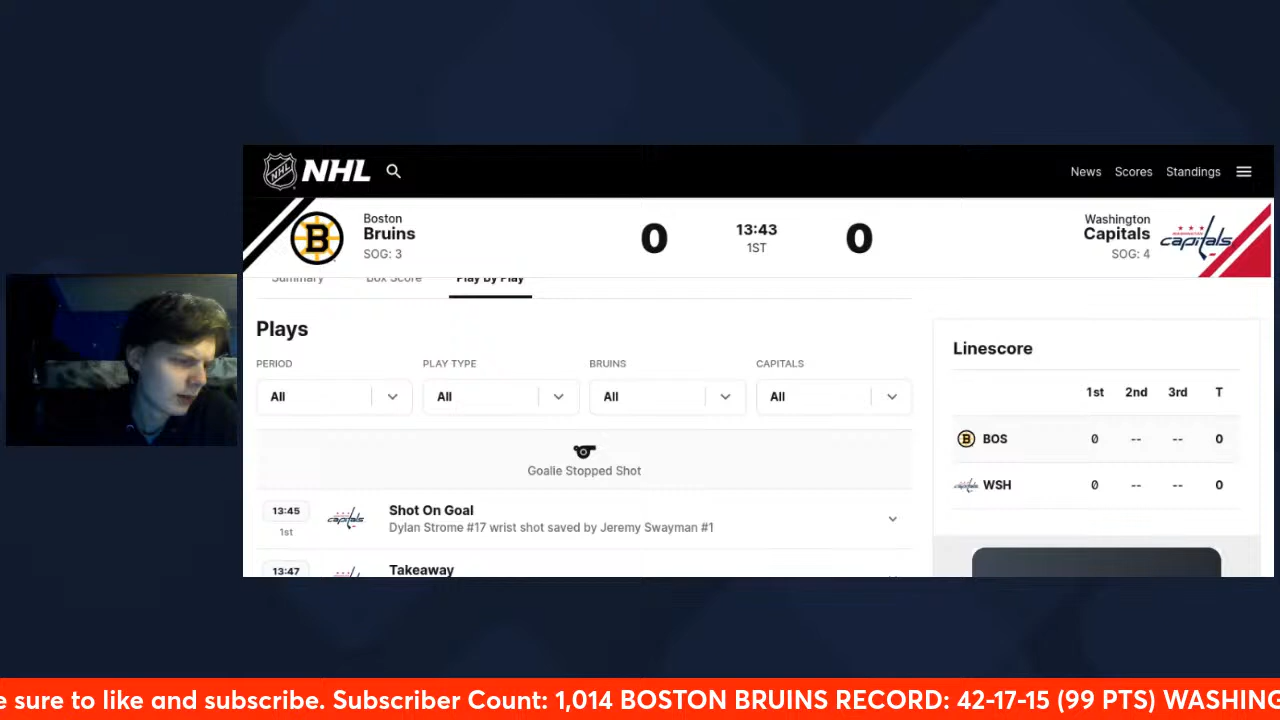 NHL
News Scores Standings
Boston
Bruins
SOG: 3
0
13:43
1ST
0
Washington
Capitals
SOG: 4
capitals
Summary Box Score Play By Play
Plays
PERIOD PLAY TYPE BRUINS CAPITALS
All All All All
Goalie Stopped Shot
13:45
1st
capitals
Shot On Goal
Dylan Strome #17 wrist shot saved by Jeremy Swayman #1
13:47
Takeaway
Linescore
1st 2nd 3rd T
B BOS 0 -- -- 0
capitals WSH 0 -- -- 0
e sure to like and subscribe. Subscriber Count: 1,014 BOSTON BRUINS RECORD: 42-17-15 (99 PTS) WASHING